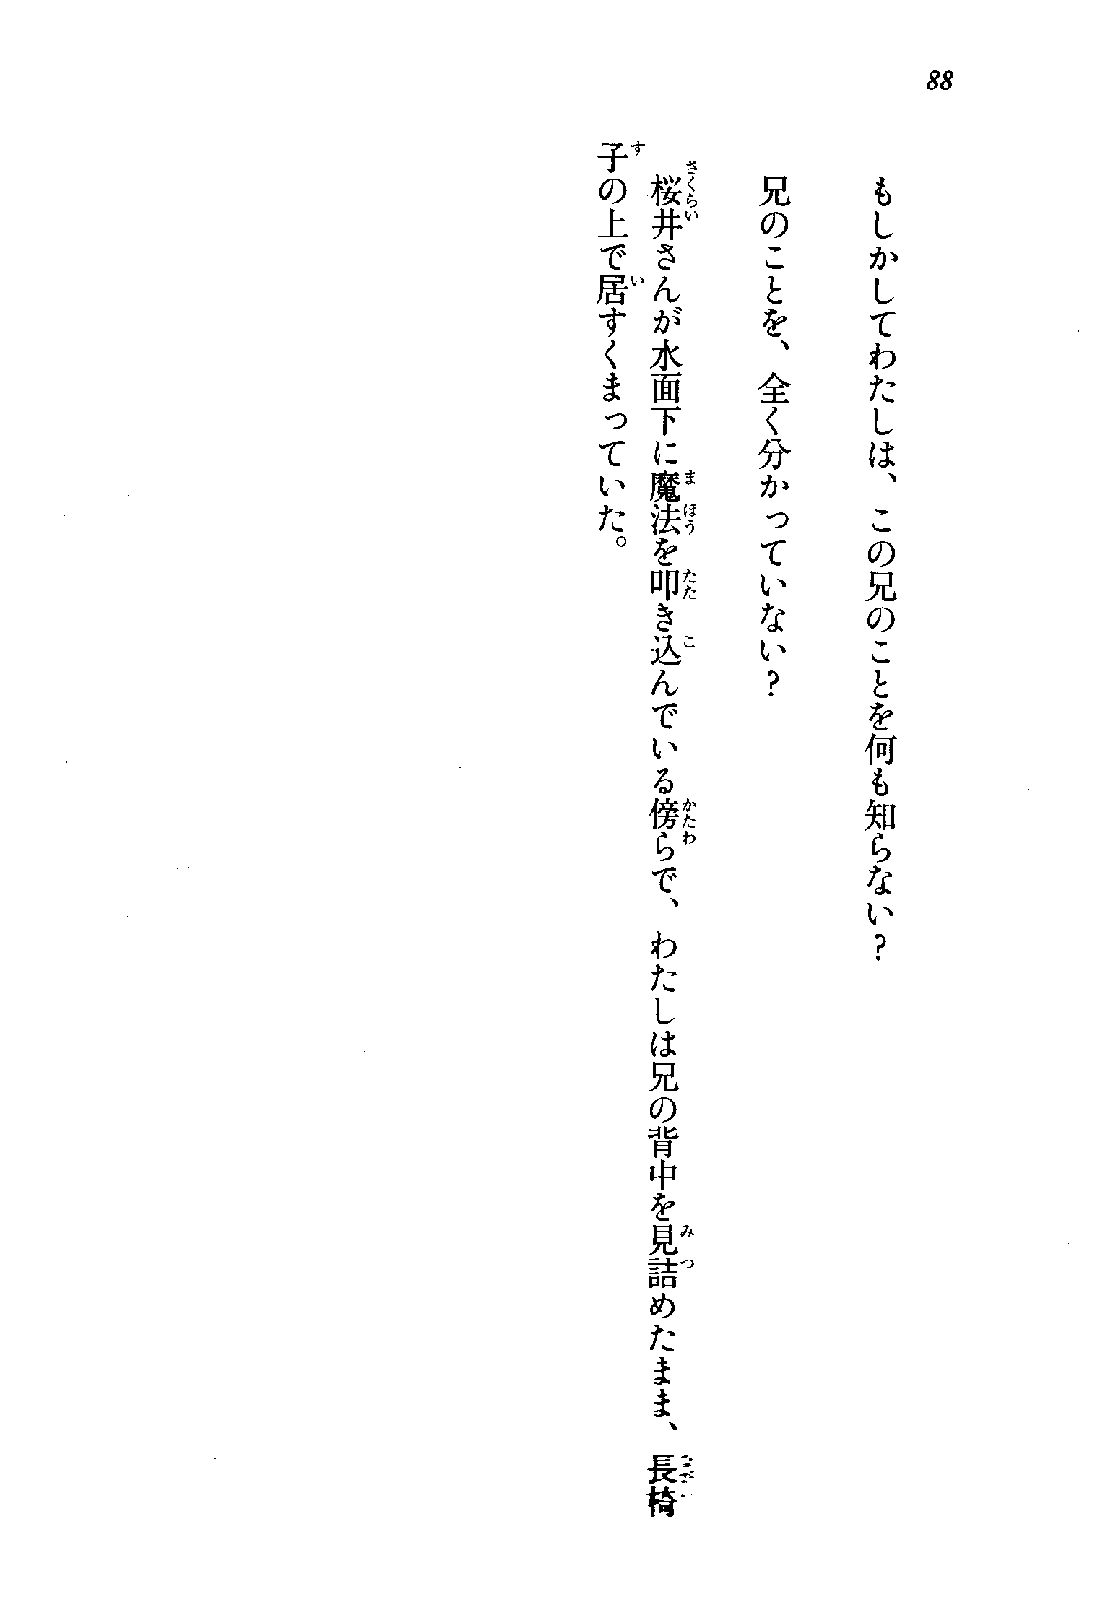 88
もしかしてわたしは、この兄のことを何も知らない？
兄のことを、全く分かっていない？
桜井さんが水面下に魔法を叩き込んでいる傍らで、わたしは兄の背中を見詰めたまま、長椅
子の上で居すくまっていた。